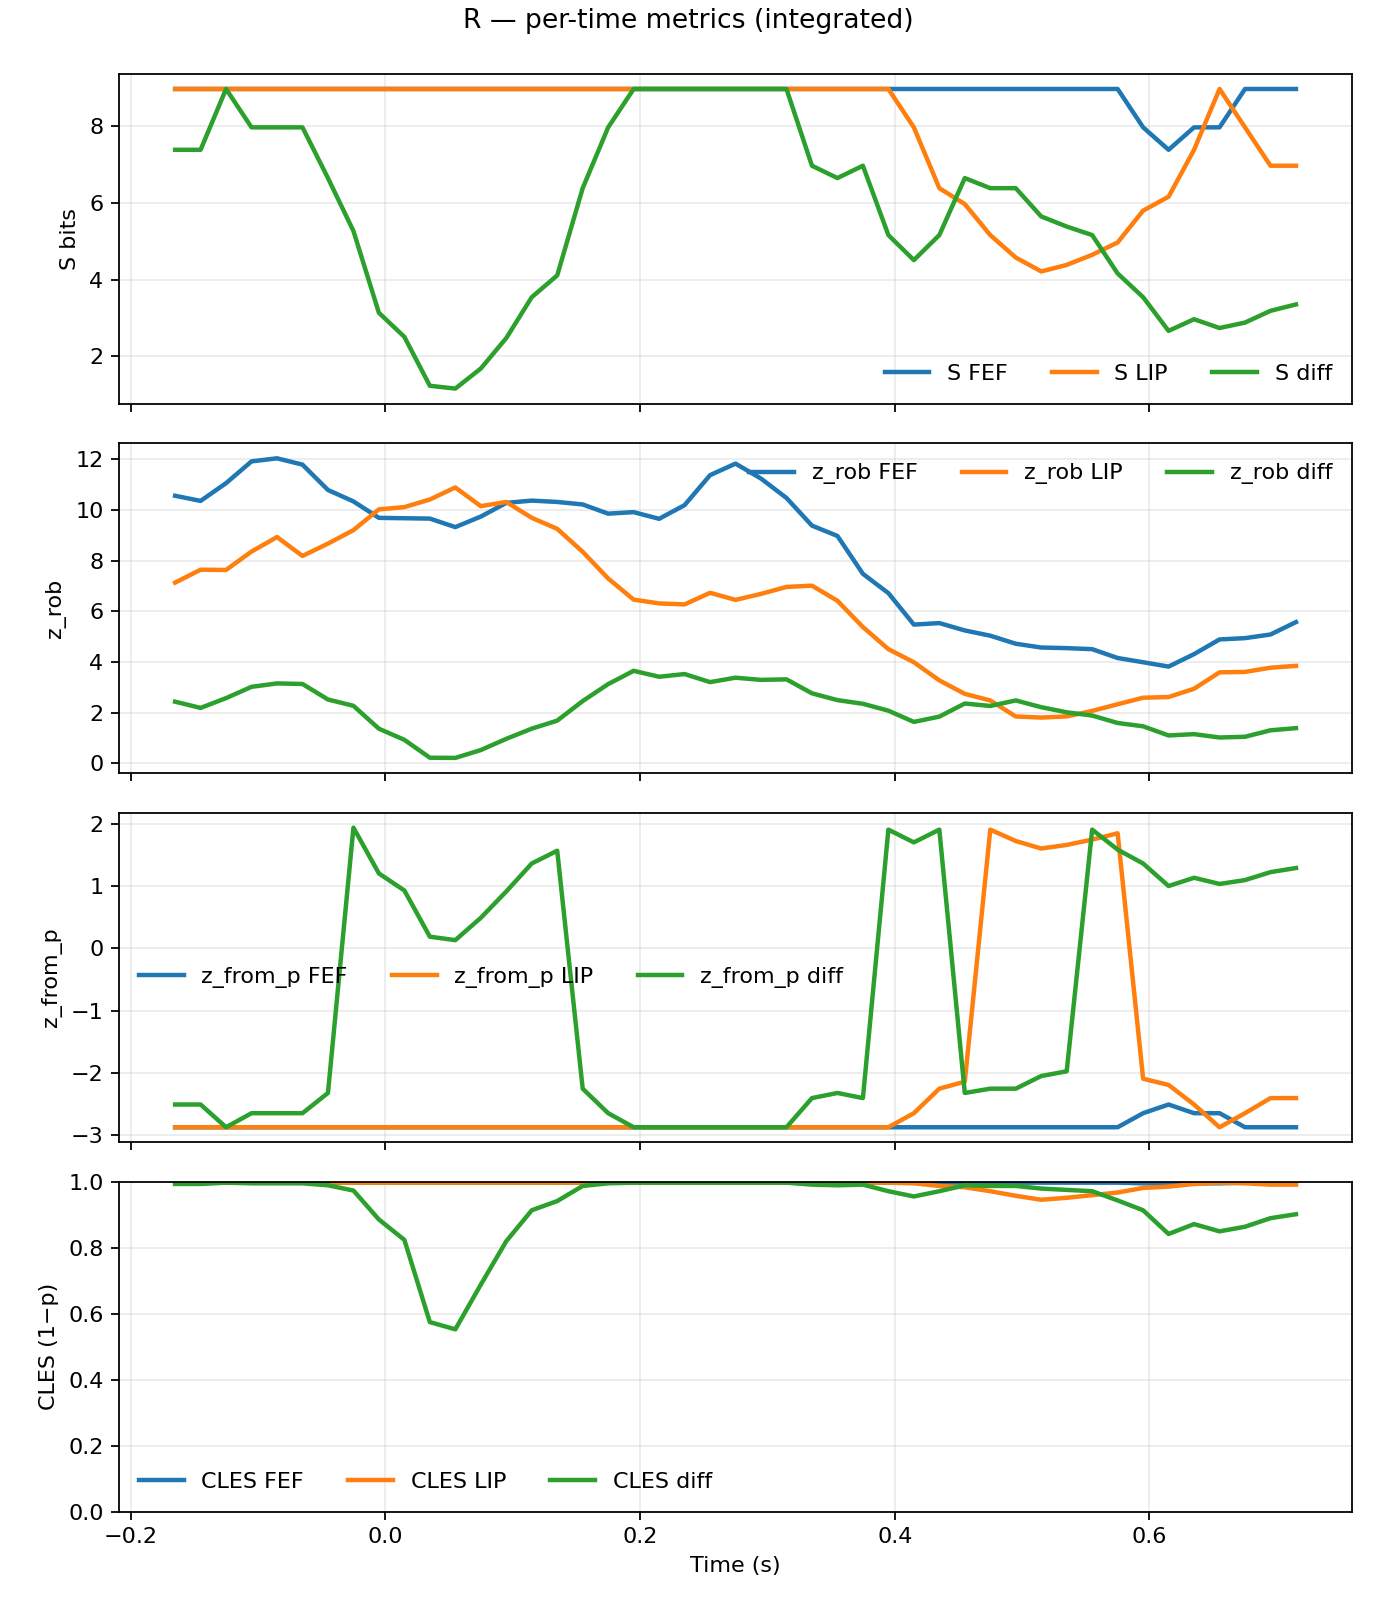 R — per-time metrics (integrated)
8
6
4
2
S bits
S FEF S LIP S diff
12
10
8
6
4
2
0
z_rob
z_rob FEF z_rob LIP z_rob diff
2
1
0
−1
−2
−3
z_from_p
z_from_p FEF z_from_p LIP z_from_p diff
1.0
0.8
0.6
0.4
0.2
0.0
CLES (1−p)
CLES FEF CLES LIP CLES diff
−0.2 0.0 0.2 0.4 0.6
Time (s)